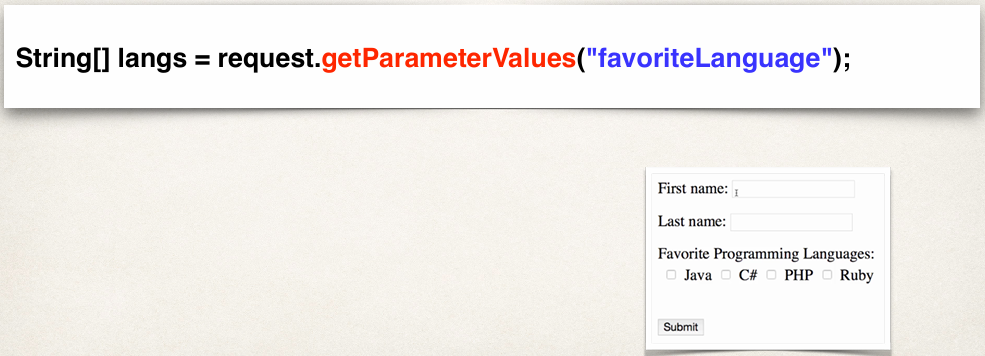 String[] langs = request.getParameterValues("favoriteLanguage");
First name:
Last name:
Favorite Programming Languages:
Java C# PHP Ruby
Submit